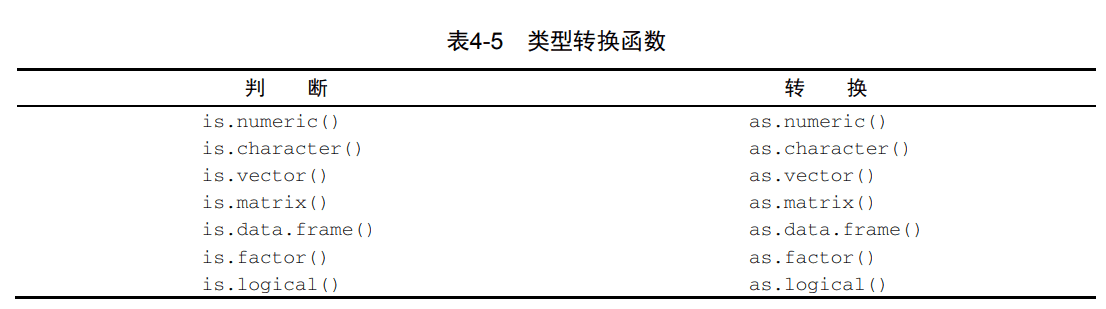 表4-5 类型转换函数
判 断 转 换
is.numeric() as.numeric()
is.character() as.character()
is.vector() as.vector()
is.matrix() as.matrix()
is.data.frame() as.data.frame()
is.factor() as.factor()
is.logical() as.logical()